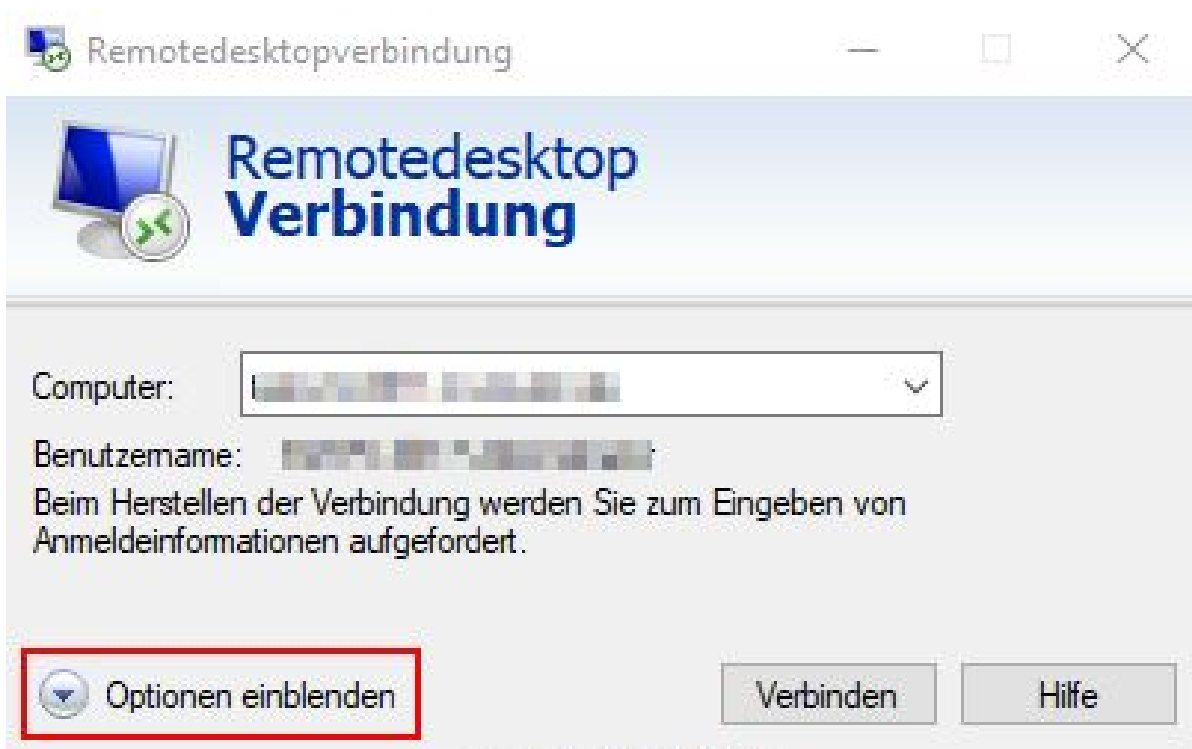 Remotedesktopverbindung
Remotedesktop
Verbindung
Computer:
Benutzername:
Beim Herstellen der Verbindung werden Sie zum Eingeben von
Anmeldeinformationen aufgefordert.
Optionen einblenden
Verbinden
Hilfe